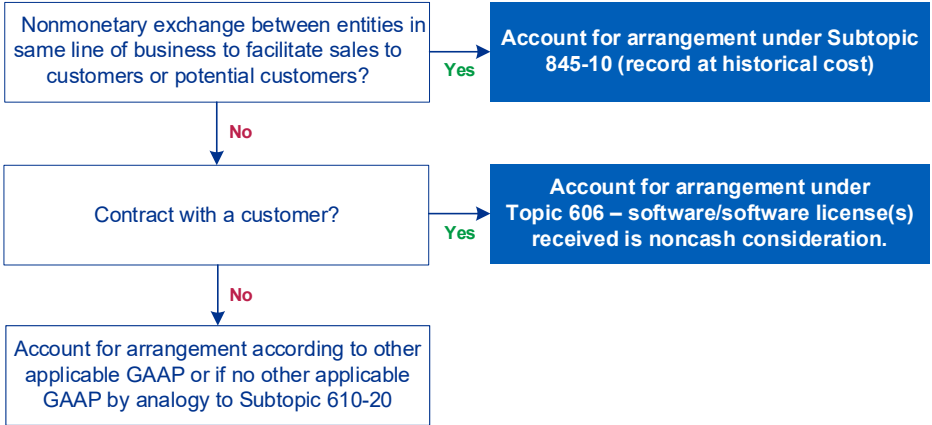 Nonmonetary exchange between entities in
same line of business to facilitate sales to
customers or potential customers?
Yes
Account for arrangement under Subtopic
845-10 (record at historical cost)
No
Contract with a customer?
Yes
Account for arrangement under
Topic 606 – software/software license(s)
received is noncash consideration.
No
Account for arrangement according to other
applicable GAAP or if no other applicable
GAAP by analogy to Subtopic 610-20